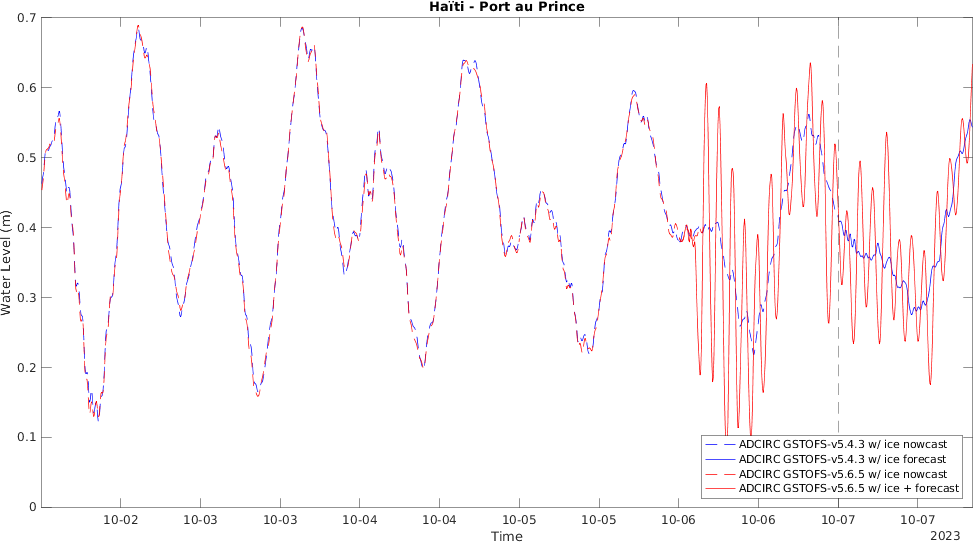 Haïti - Port au Prince
0.7
0.6
0.5
0.4
0.3
0.2
0.1
0
Water Level (m)
ADCIRC GSTOFS-v5.4.3 w/ ice nowcast
ADCIRC GSTOFS-v5.4.3 w/ ice forecast
ADCIRC GSTOFS-v5.6.5 w/ ice nowcast
ADCIRC GSTOFS-v5.6.5 w/ ice + forecast
10-02 10-03 10-03 10-04 10-04 10-05 10-05 10-06 10-06 10-07 10-07
Time
2023